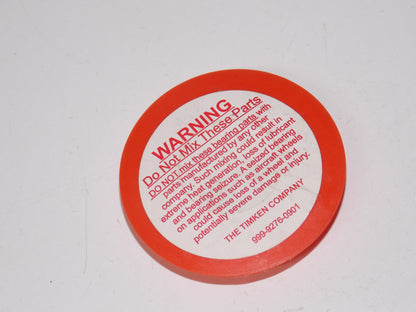 WARNING
Do Not Mix These Parts
DO NOT mix these bearing parts with
parts manufactured by any other
company. Such mixing could result in
extreme heat generation, loss of lubricant
and bearing seizure. A seized bearing
on applications such as aircraft wheels
could cause loss of a wheel and
potentially severe damage or injury.
THE TIMKEN COMPANY
999-9276-0901